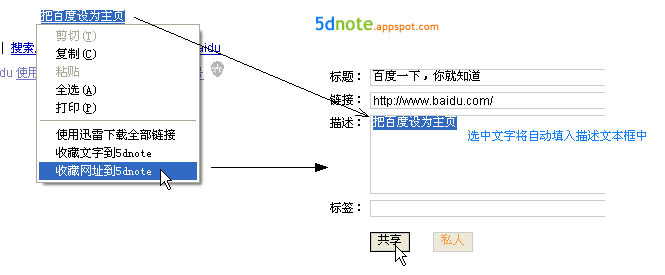 把百度设为主页
剪切(T)
复制(C)
粘贴
全选(A)
打印(P)
使用迅雷下载全部链接
收藏文字到5dnote
收藏网址到5dnote
| 搜索
aidu
du 使用
5dnote.appspot.com
标题： 百度一下，你就知道
链接： http://www.baidu.com/
描述： 把百度设为主页
选中文字将自动填入描述文本框中
标签：
共享
私人